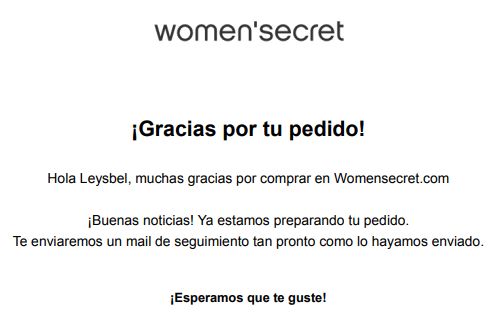 women'secret
¡Gracias por tu pedido!
Hola Leysbel, muchas gracias por comprar en Womensecret.com
¡Buenas noticias! Ya estamos preparando tu pedido.
Te enviaremos un mail de seguimiento tan pronto como lo hayamos enviado.
¡Esperamos que te guste!